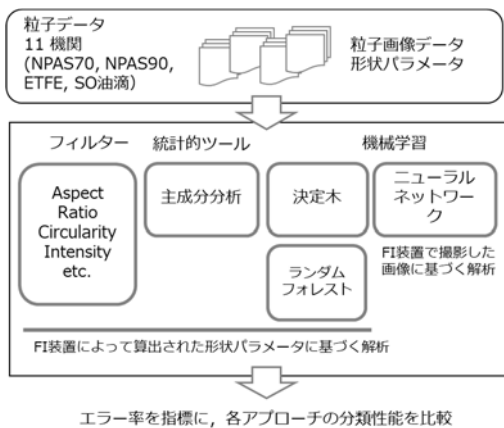 粒子データ
11 機関
(NPAS70, NPAS90,
ETFE, SO油滴)
粒子画像データ
形状パラメータ
フィルター
統計的ツール
機械学習
Aspect
Ratio
Circularity
Intensity
etc.
主成分分析
決定木
ニューラル
ネットワー
ク
ランダム
フォレスト
FI装置で撮影した
画像に基づく解析
FI装置によって算出された形状パラメータに基づく解析
エラー率を指標に，各アプローチの分類性能を比較